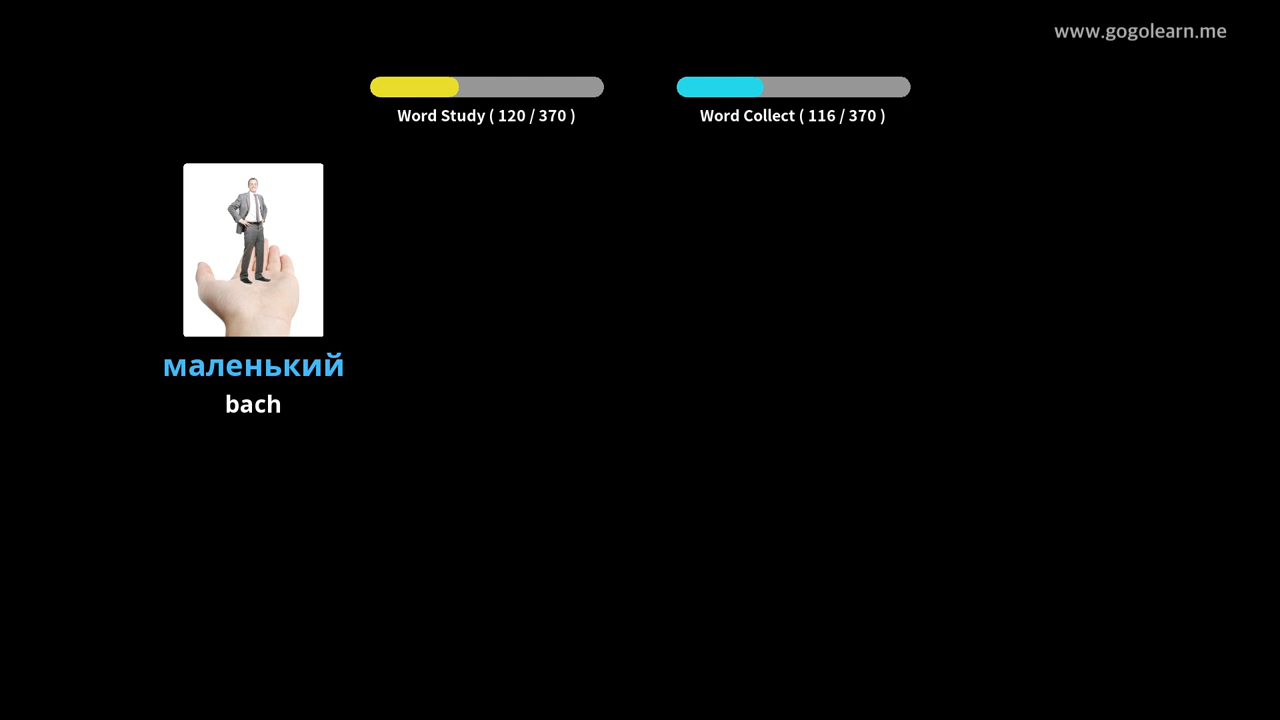 www.gogolearn.me
Word Study ( 120 / 370 )
Word Collect ( 116 / 370 )
маленький
bach